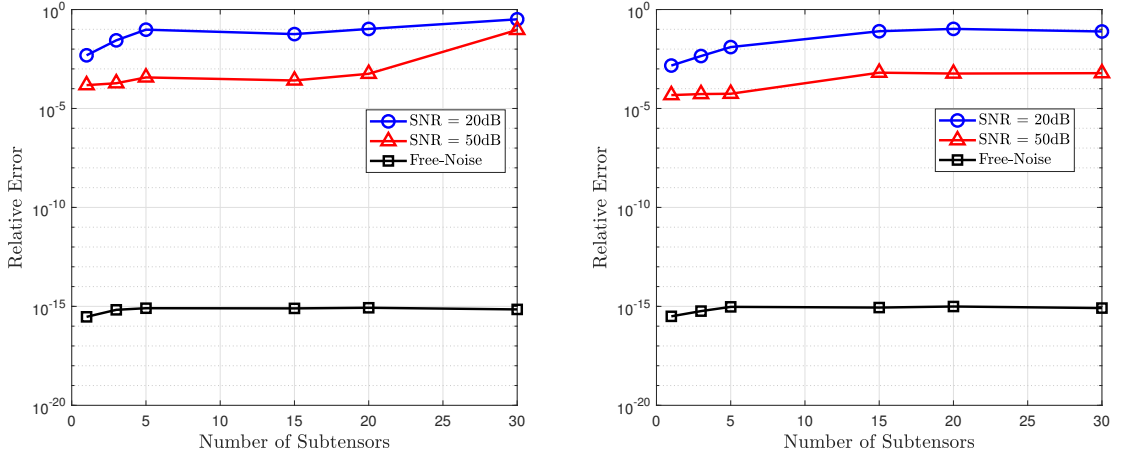 10^0
10^-5
10^-10
10^-15
10^-20
Relative Error
SNR = 20dB
SNR = 50dB
Free-Noise
0 5 10 15 20 25 30
Number of Subtensors
10^0
10^-5
10^-10
10^-15
10^-20
Relative Error
SNR = 20dB
SNR = 50dB
Free-Noise
0 5 10 15 20 25 30
Number of Subtensors